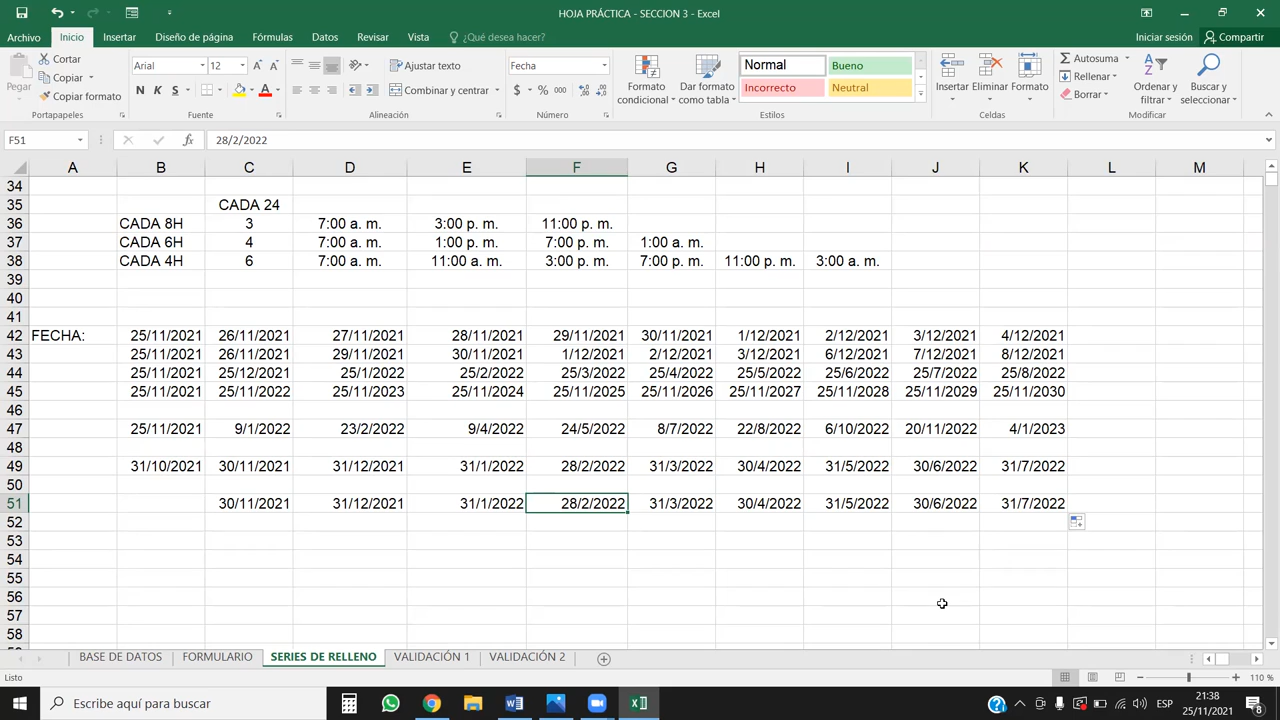 HOJA PRÁCTICA - SECCION 3 - Excel
Archivo Inicio Insertar Diseño de página Fórmulas Datos Revisar Vista ¿Qué desea hacer? Iniciar sesión Compartir
Pegar
Cortar
Copiar
Copiar formato
Portapapeles
Arial 12
N K S
Fuente
Ajustar texto
Combinar y centrar
Alineación
Fecha
$ % 000
Número
Formato condicional
Dar formato como tabla
Normal Bueno
Incorrecto Neutral
Estilos
Insertar Eliminar Formato
Celdas
Autosuma
Rellenar
Borrar
Ordenar y filtrar
Buscar y seleccionar
Modificar
F51 fx 28/2/2022
A B C D E F G H I J K L M
34
35 CADA 24
36 CADA 8H 3 7:00 a. m. 3:00 p. m. 11:00 p. m.
37 CADA 6H 4 7:00 a. m. 1:00 p. m. 7:00 p. m. 1:00 a. m.
38 CADA 4H 6 7:00 a. m. 11:00 a. m. 3:00 p. m. 7:00 p. m. 11:00 p. m. 3:00 a. m.
39
40
41
42 FECHA: 25/11/2021 26/11/2021 27/11/2021 28/11/2021 29/11/2021 30/11/2021 1/12/2021 2/12/2021 3/12/2021 4/12/2021
43 25/11/2021 26/11/2021 29/11/2021 30/11/2021 1/12/2021 2/12/2021 3/12/2021 6/12/2021 7/12/2021 8/12/2021
44 25/11/2021 25/12/2021 25/1/2022 25/2/2022 25/3/2022 25/4/2022 25/5/2022 25/6/2022 25/7/2022 25/8/2022
45 25/11/2021 25/11/2022 25/11/2023 25/11/2024 25/11/2025 25/11/2026 25/11/2027 25/11/2028 25/11/2029 25/11/2030
46
47 25/11/2021 9/1/2022 23/2/2022 9/4/2022 24/5/2022 8/7/2022 22/8/2022 6/10/2022 20/11/2022 4/1/2023
48
49 31/10/2021 30/11/2021 31/12/2021 31/1/2022 28/2/2022 31/3/2022 30/4/2022 31/5/2022 30/6/2022 31/7/2022
50
51 30/11/2021 31/12/2021 31/1/2022 28/2/2022 31/3/2022 30/4/2022 31/5/2022 30/6/2022 31/7/2022
52
53
54
55
56
57
58
BASE DE DATOS FORMULARIO SERIES DE RELLENO VALIDACIÓN 1 VALIDACIÓN 2
Listo 110 %
Escribe aquí para buscar ESP 21:38
25/11/2021 8